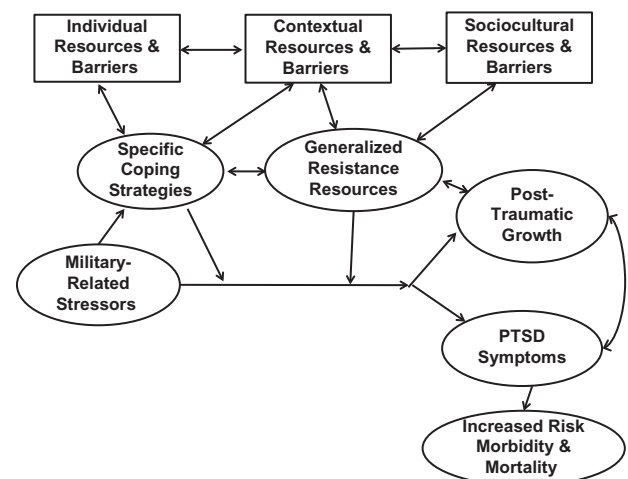 Individual
Resources &
Barriers
Contextual
Resources &
Barriers
Sociocultural
Resources &
Barriers
Specific
Coping
Strategies
Generalized
Resistance
Resources
Post-
Traumatic
Growth
Military-
Related
Stressors
PTSD
Symptoms
Increased Risk
Morbidity &
Mortality